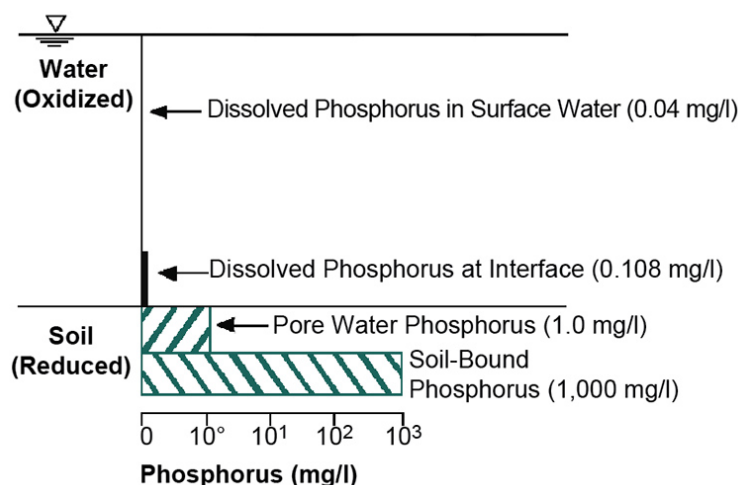 Water
(Oxidized)
Dissolved Phosphorus in Surface Water (0.04 mg/l)
Dissolved Phosphorus at Interface (0.108 mg/l)
Soil
(Reduced)
Pore Water Phosphorus (1.0 mg/l)
Soil-Bound
Phosphorus (1,000 mg/l)
0 10° 10¹ 10² 10³
Phosphorus (mg/l)